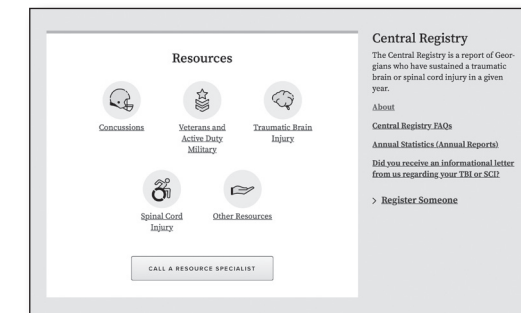 Resources
Concussions
Veterans and
Active Duty
Military
Traumatic Brain
Injury
Spinal Cord
Injury
Other Resources
CALL A RESOURCE SPECIALIST
Central Registry
The Central Registry is a report of Geor-
gians who have sustained a traumatic
brain or spinal cord injury in a given
year.
About
Central Registry FAQs
Annual Statistics (Annual Reports)
Did you receive an informational letter
from us regarding your TBI or SCI?
> Register Someone